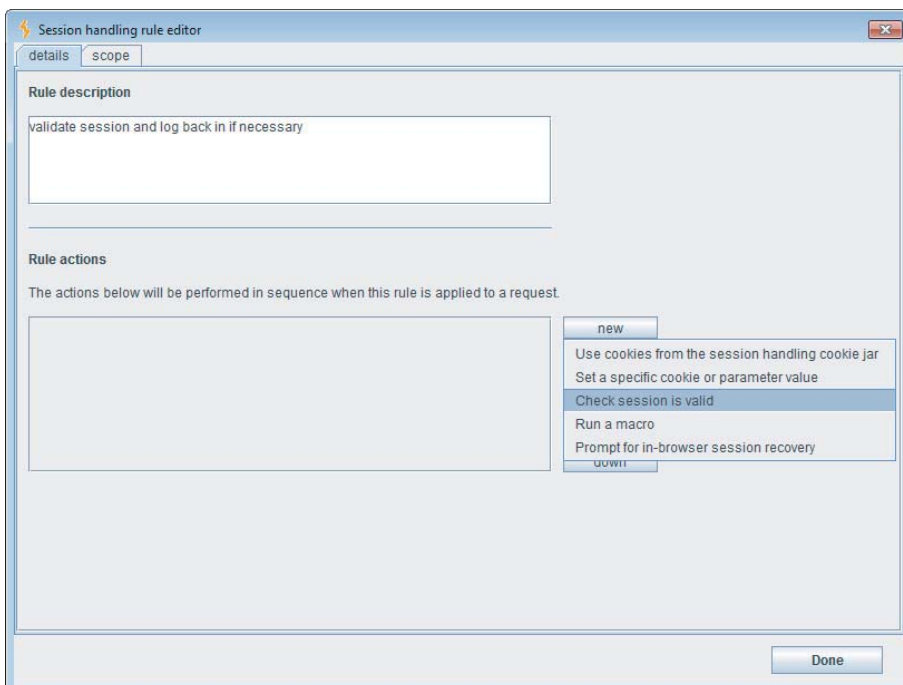 Session handling rule editor
details
scope
Rule description
validate session and log back in if necessary
Rule actions
The actions below will be performed in sequence when this rule is applied to a request.
new
Use cookies from the session handling cookie jar
Set a specific cookie or parameter value
Check session is valid
Run a macro
Prompt for in-browser session recovery
down
Done